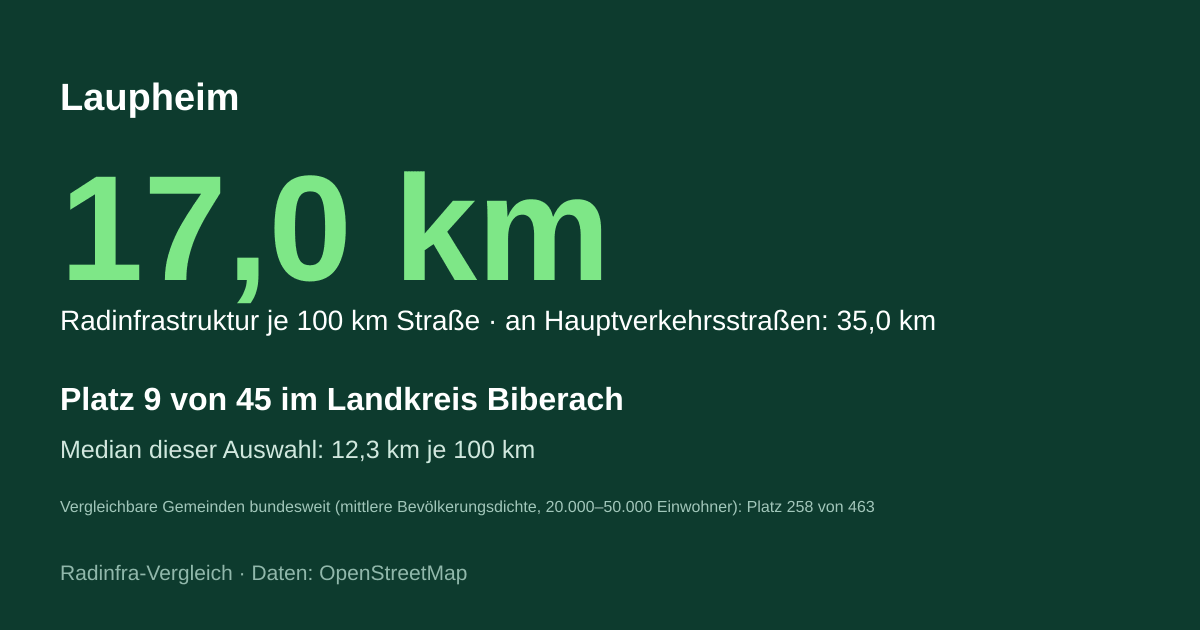 Laupheim
17,0 km
Radinfrastruktur je 100 km Straße · an Hauptverkehrsstraßen: 35,0 km
Platz 9 von 45 im Landkreis Biberach
Median dieser Auswahl: 12,3 km je 100 km
Vergleichbare Gemeinden bundesweit (mittlere Bevölkerungsdichte, 20.000–50.000 Einwohner): Platz 258 von 463
Radinfra-Vergleich · Daten: OpenStreetMap